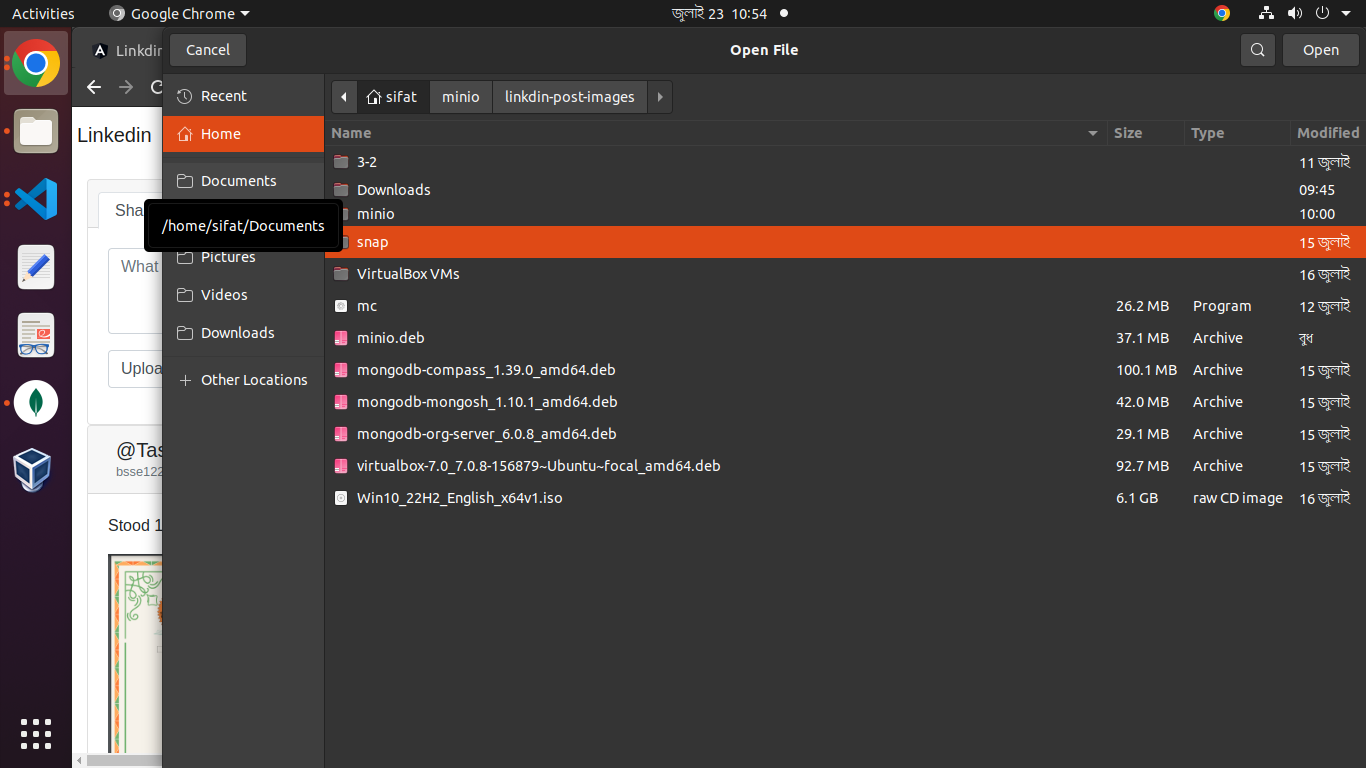 Activities Google Chrome জুলাই 23 10:54
Linkdin
Cancel Open File Open
Recent sifat minio linkdin-post-images
Linkedin Home Name Size Type Modified
3-2 11 জুলাই
Documents Downloads 09:45
Sha minio 10:00
/home/sifat/Documents
snap 15 জুলাই
What Pictures
VirtualBox VMs 16 জুলাই
Videos mc 26.2 MB Program 12 জুলাই
Downloads minio.deb 37.1 MB Archive বুধ
Uploa mongodb-compass_1.39.0_amd64.deb 100.1 MB Archive 15 জুলাই
Other Locations
mongodb-mongosh_1.10.1_amd64.deb 42.0 MB Archive 15 জুলাই
mongodb-org-server_6.0.8_amd64.deb 29.1 MB Archive 15 জুলাই
@Tas
bsse122 virtualbox-7.0_7.0.8-156879~Ubuntu~focal_amd64.deb 92.7 MB Archive 15 জুলাই
Win10_22H2_English_x64v1.iso 6.1 GB raw CD image 16 জুলাই
Stood 1